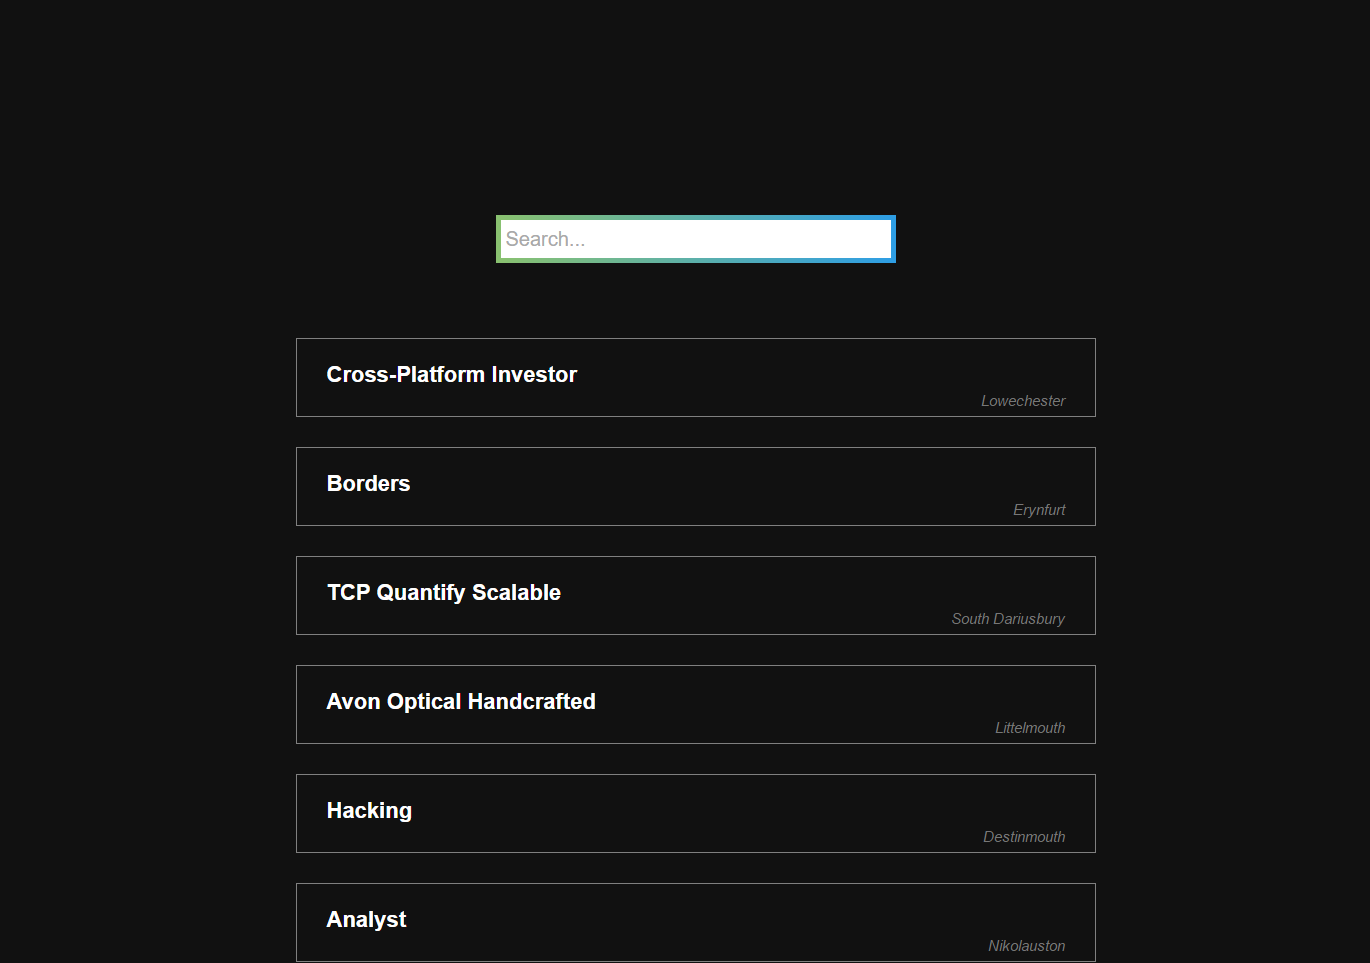 Search...
Cross-Platform Investor
Lowechester
Borders
Erynfurt
TCP Quantify Scalable
South Dariusbury
Avon Optical Handcrafted
Littelmouth
Hacking
Destinmouth
Analyst
Nikolauston